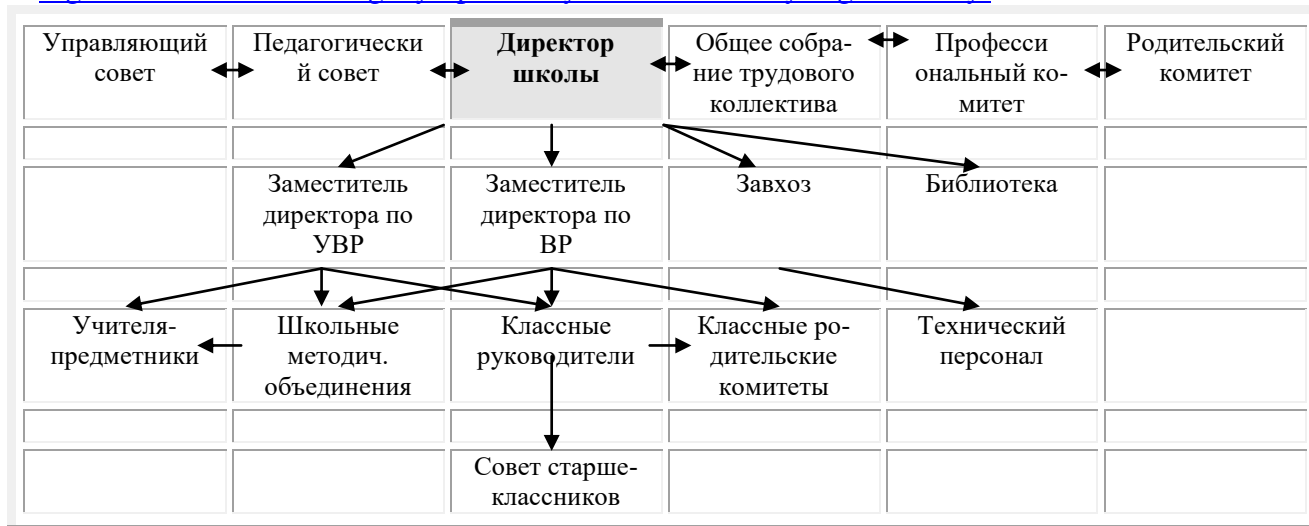 Управляющий
совет
Педагогически
й совет
Директор
школы
Общее собра-
ние трудового
коллектива
Професси
ональный ко-
митет
Родительский
комитет
Заместитель
директора по
УВР
Заместитель
директора по
ВР
Завхоз
Библиотека
Учителя-
предметники
Школьные
методич.
объединения
Классные
руководители
Классные ро-
дительские
комитеты
Технический
персонал
Совет старше-
классников